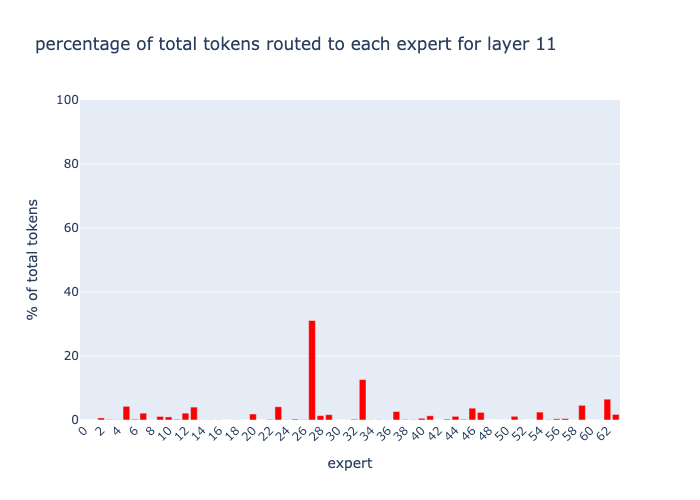 percentage of total tokens routed to each expert for layer 11
100
80
60
40
20
0
% of total tokens
0 2 4 6 8 10 12 14 16 18 20 22 24 26 28 30 32 34 36 38 40 42 44 46 48 50 52 54 56 58 60 62
expert